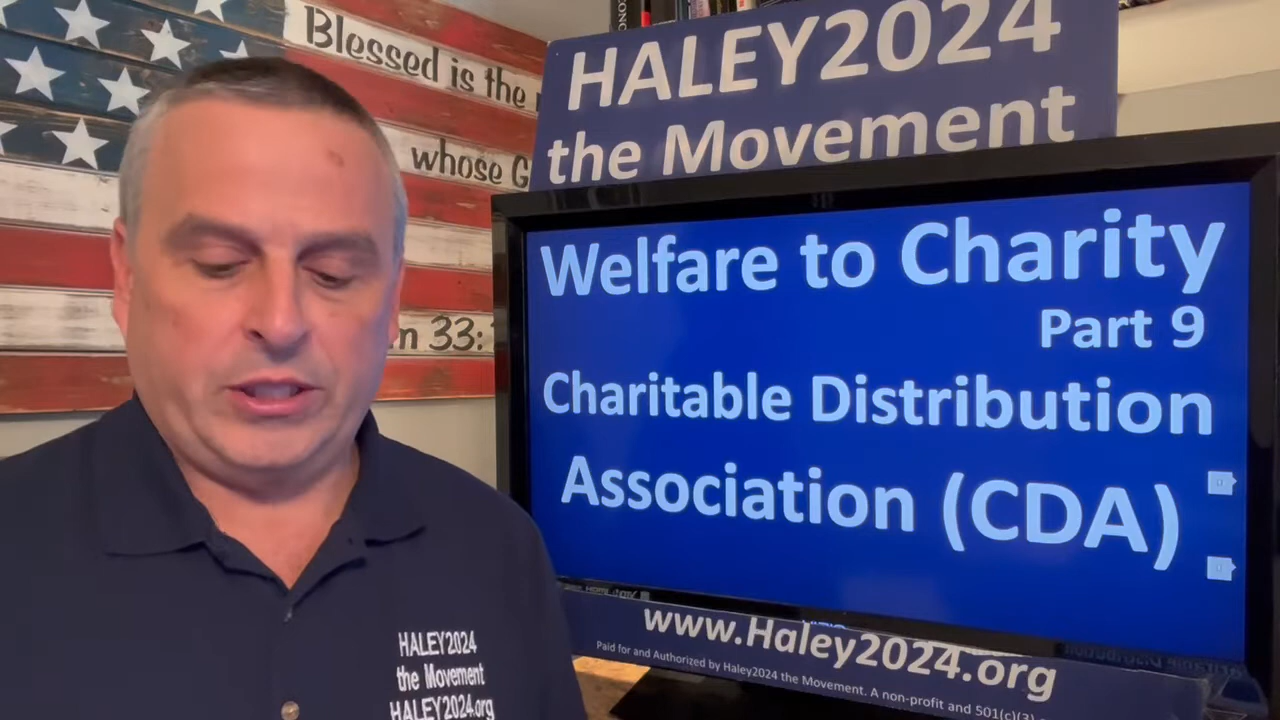 Blessed is the
whose G
n 33:
HALEY2024
the Movement
Welfare to Charity
Part 9
Charitable Distribution
Association (CDA)
www.Haley2024.org
Paid for and Authorized by Haley2024 the Movement. A non-profit and 501(c)(3)
HALEY2024
the Movement
HALEY2024.org